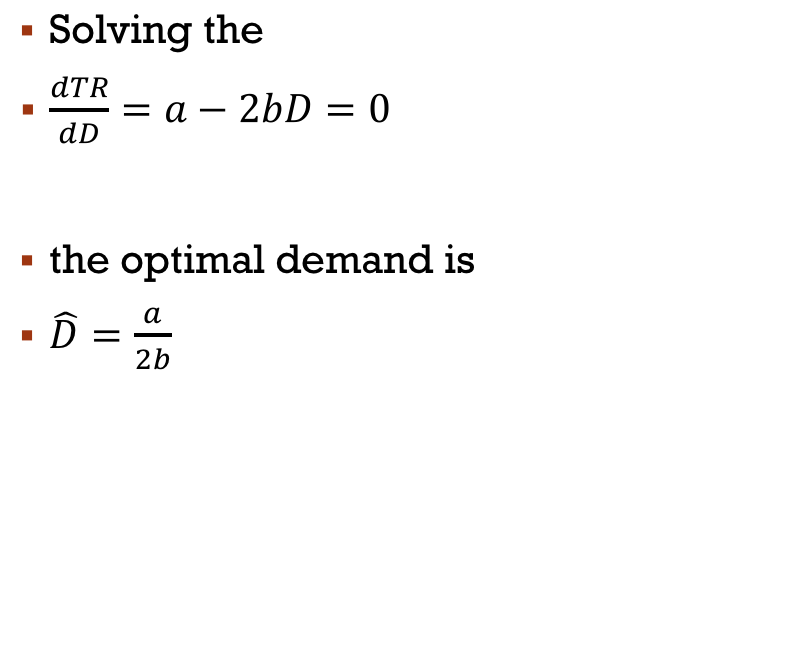 ▪ Solving the
▪ dTR/dD = a − 2bD = 0
▪ the optimal demand is
▪ D̂ = a/2b